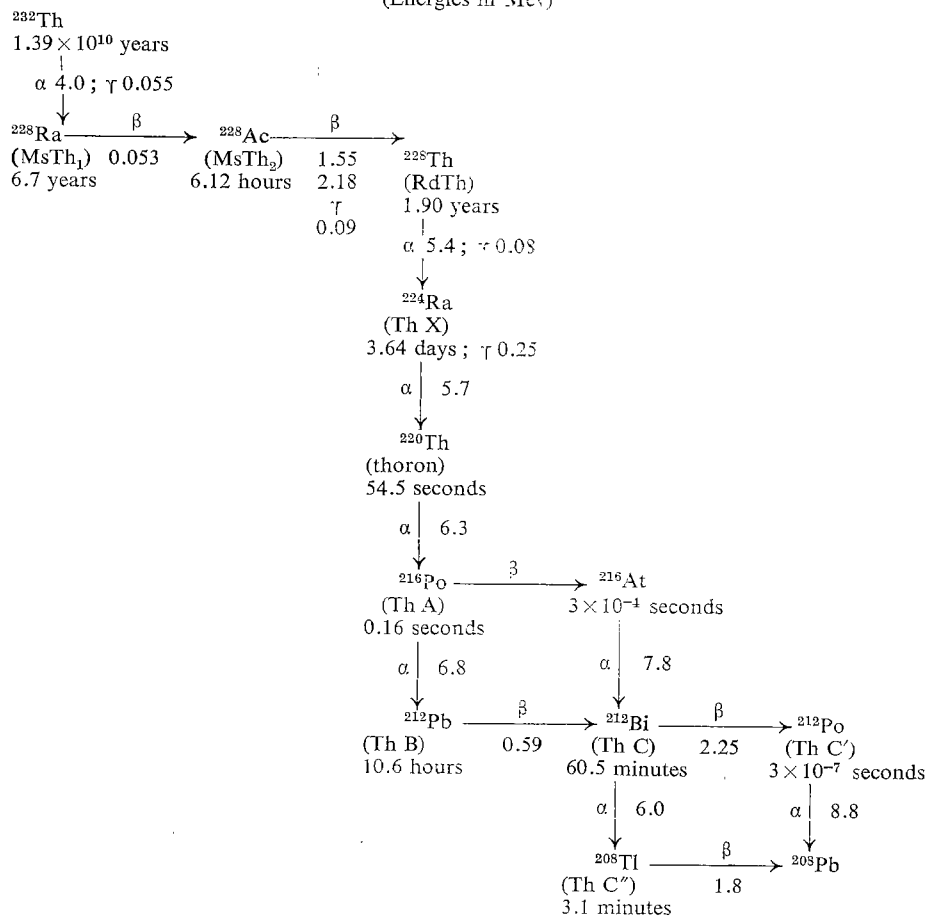 (Energies in Mev)
²³²Th
1.39 × 10¹⁰ years
α 4.0 ; γ 0.055
²²⁸Ra β ²²⁸Ac β
(MsTh₁) 0.053 (MsTh₂) 1.55 ²²⁸Th
6.7 years 6.12 hours 2.18 (RdTh)
γ 1.90 years
0.09
α 5.4 ; γ 0.08
²²⁴Ra
(Th X)
3.64 days ; γ 0.25
α 5.7
²²⁰Th
(thoron)
54.5 seconds
α 6.3
²¹⁶Po β ²¹⁶At
(Th A) 3 × 10⁻⁴ seconds
0.16 seconds
α 6.8 α 7.8
²¹²Pb β ²¹²Bi β ²¹²Po
(Th B) 0.59 (Th C) 2.25 (Th C′)
10.6 hours 60.5 minutes 3 × 10⁻⁷ seconds
α 6.0 α 8.8
²⁰⁸Tl β ²⁰⁸Pb
(Th C″) 1.8
3.1 minutes